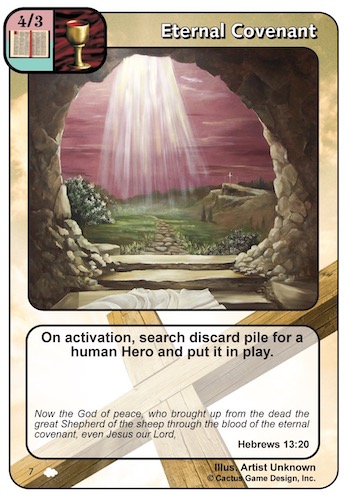 4/3
Eternal Covenant
On activation, search discard pile for a
human Hero and put it in play.
Now the God of peace, who brought up from the dead the
great Shepherd of the sheep through the blood of the eternal
covenant, even Jesus our Lord,
Hebrews 13:20
Illus. Artist Unknown
7
© Cactus Game Design, Inc.